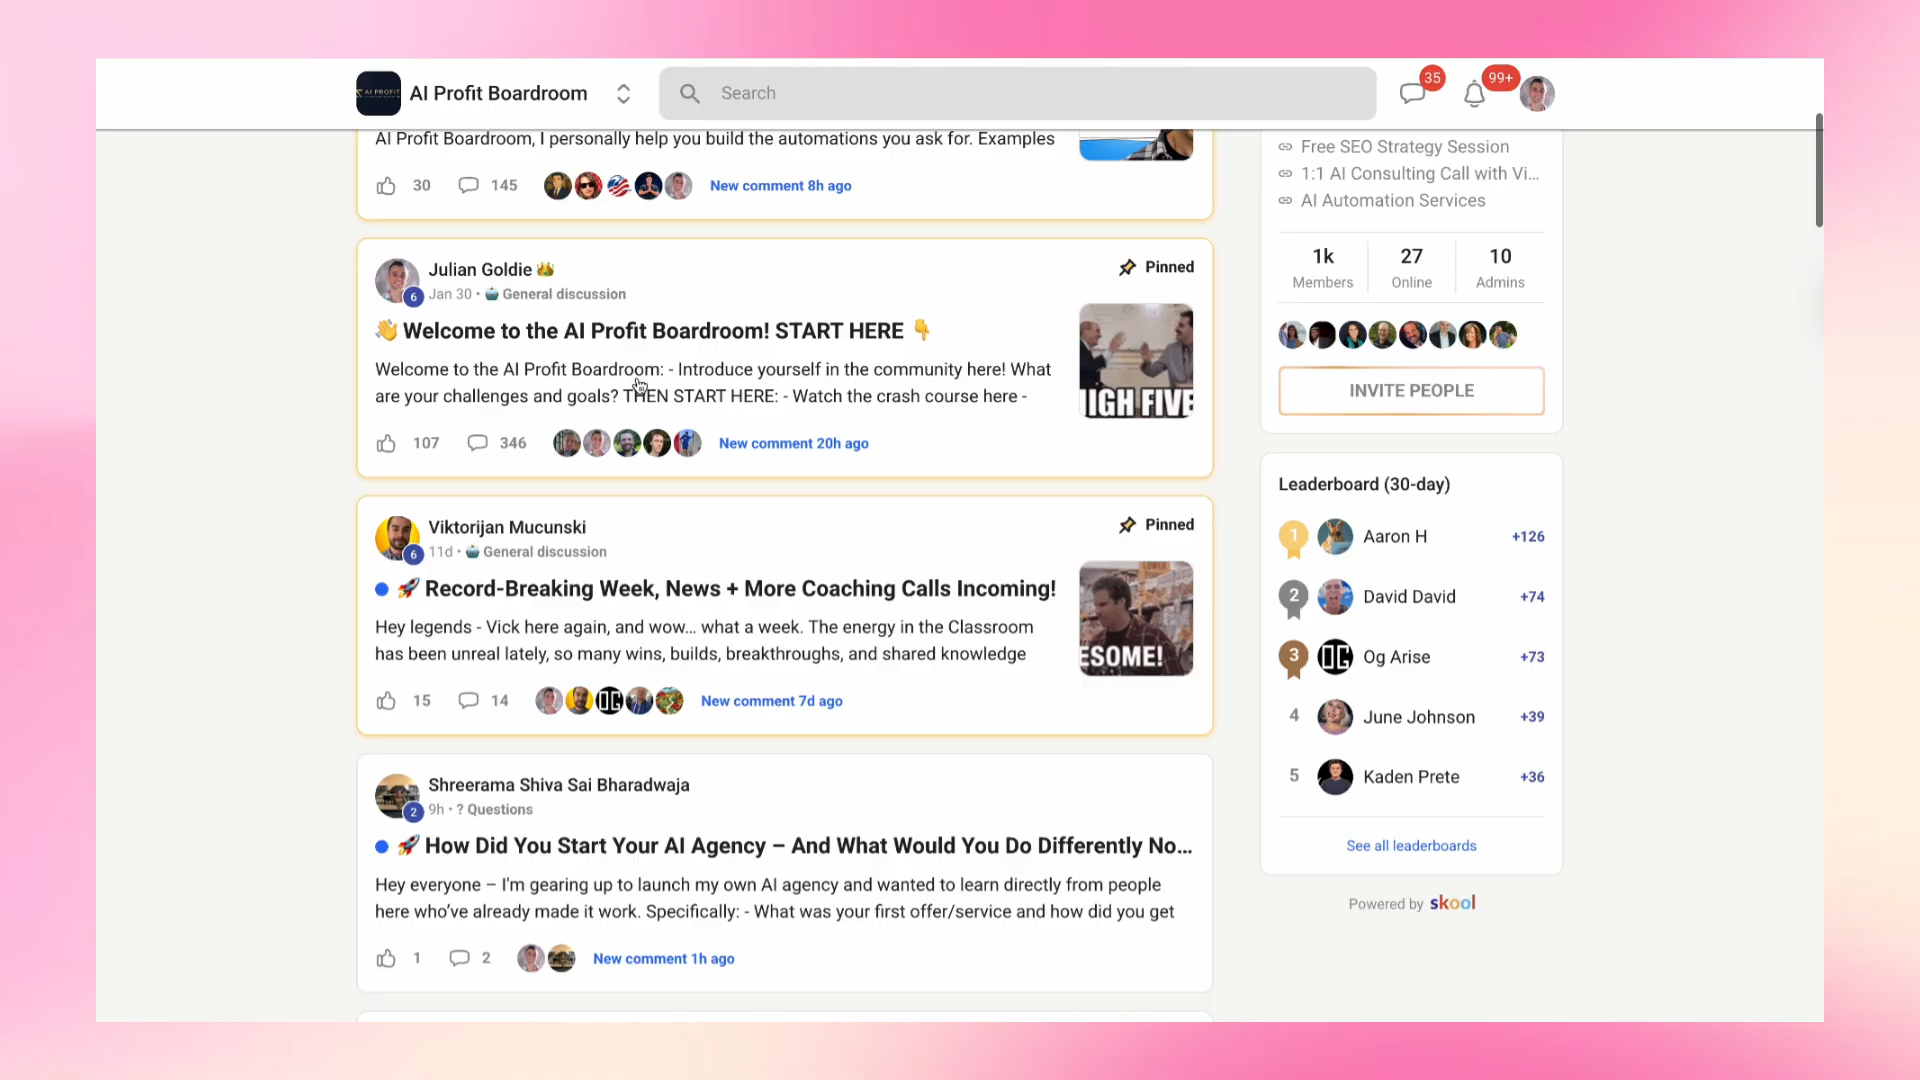 AI PROFIT
AI Profit Boardroom
Search
35
99+
AI Profit Boardroom, I personally help you build the automations you ask for. Examples
30
145
New comment 8h ago
Julian Goldie
Pinned
6
Jan 30 • General discussion
👋 Welcome to the AI Profit Boardroom! START HERE 👇
Welcome to the AI Profit Boardroom: - Introduce yourself in the community here! What
are your challenges and goals? THEN START HERE: - Watch the crash course here -
HIGH FIVE
107
346
New comment 20h ago
Viktorijan Mucunski
Pinned
6
11d • General discussion
🚀 Record-Breaking Week, News + More Coaching Calls Incoming!
Hey legends - Vick here again, and wow... what a week. The energy in the Classroom
has been unreal lately, so many wins, builds, breakthroughs, and shared knowledge
ESOME!
15
14
OG
New comment 7d ago
Shreerama Shiva Sai Bharadwaja
2
9h • ? Questions
🚀 How Did You Start Your AI Agency – And What Would You Do Differently No...
Hey everyone – I'm gearing up to launch my own AI agency and wanted to learn directly from people
here who've already made it work. Specifically: - What was your first offer/service and how did you get
1
2
New comment 1h ago
Free SEO Strategy Session
1:1 AI Consulting Call with Vi...
AI Automation Services
1k
27
10
Members
Online
Admins
INVITE PEOPLE
Leaderboard (30-day)
1
Aaron H
+126
2
David David
+74
3
OG
Og Arise
+73
4
June Johnson
+39
5
Kaden Prete
+36
See all leaderboards
Powered by skool